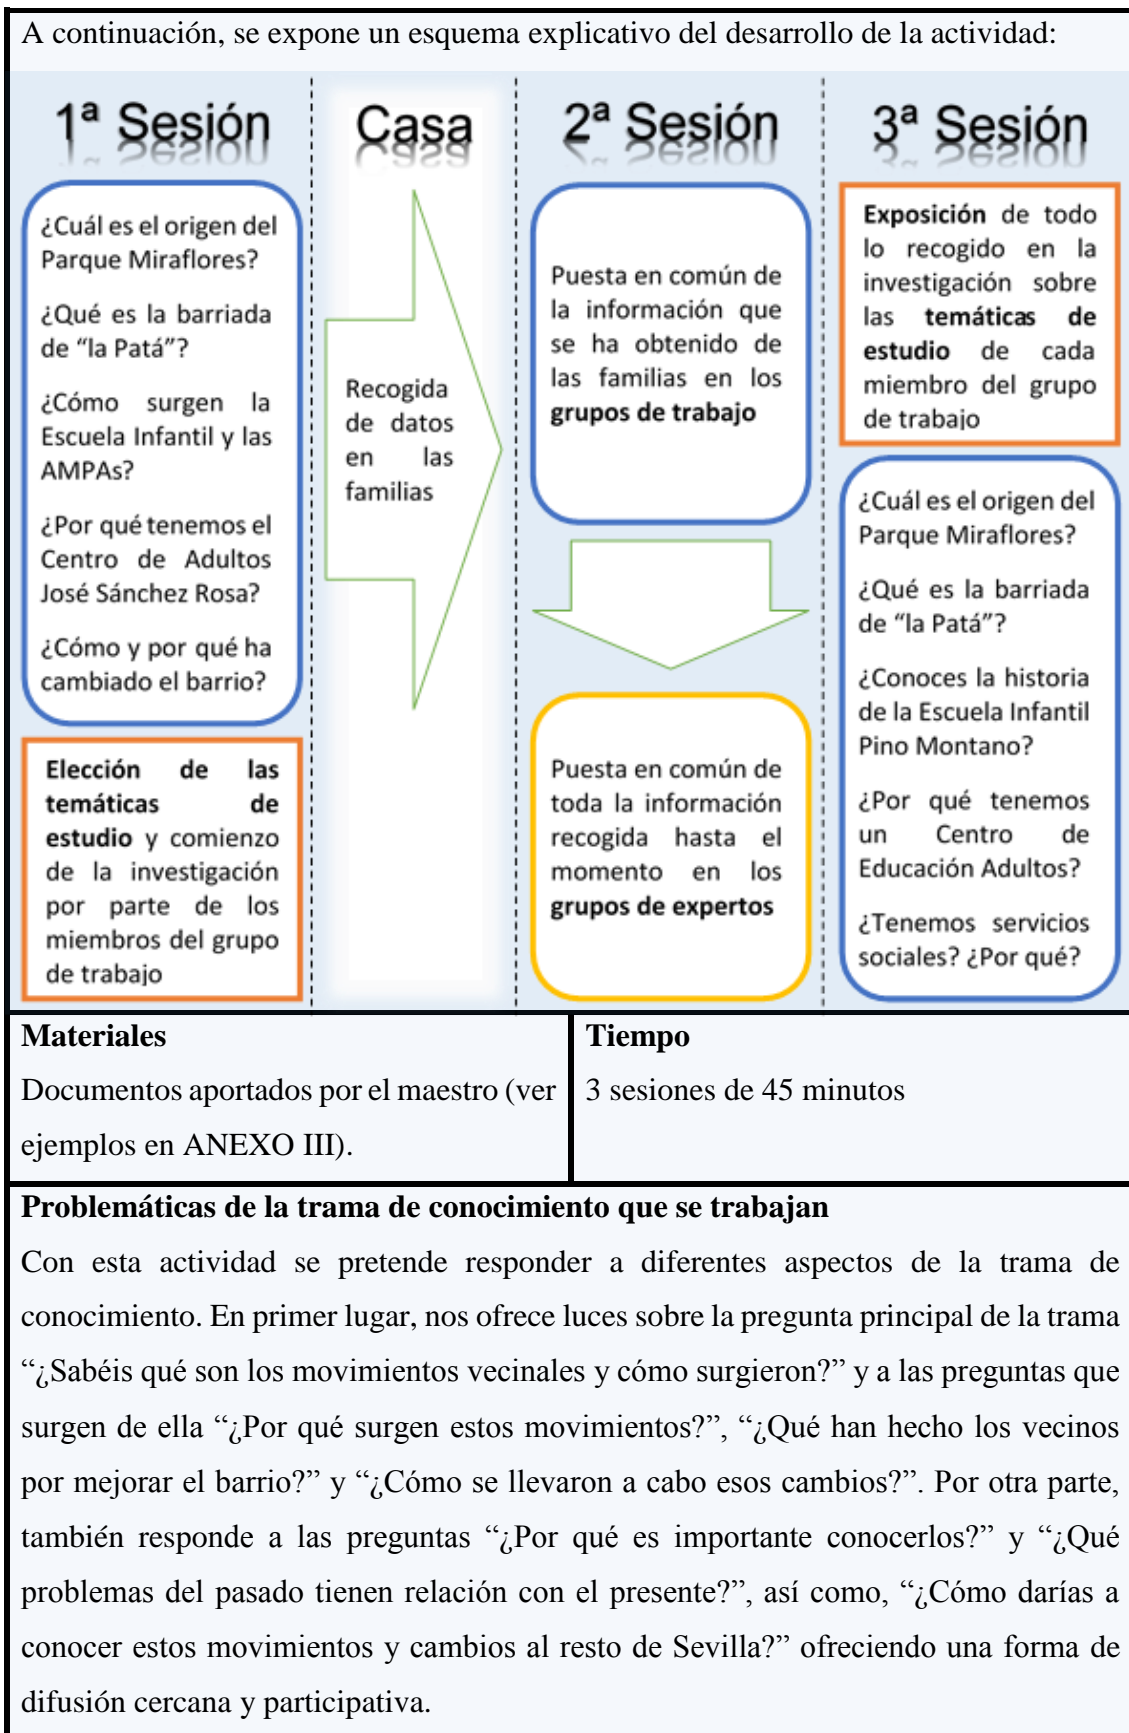 A continuación, se expone un esquema explicativo del desarrollo de la actividad:
1ª Sesión
¿Cuál es el origen del
Parque Miraflores?
¿Qué es la barriada
de “la Patá”?
¿Cómo surgen la
Escuela Infantil y las
AMPAs?
¿Por qué tenemos el
Centro de Adultos
José Sánchez Rosa?
¿Cómo y por qué ha
cambiado el barrio?
Elección de las
temáticas de
estudio y comienzo
de la investigación
por parte de los
miembros del grupo
de trabajo
Casa
Recogida
de datos
en las
familias
2ª Sesión
Puesta en común de
la información que
se ha obtenido de
las familias en los
grupos de trabajo
Puesta en común de
toda la información
recogida hasta el
momento en los
grupos de expertos
3ª Sesión
Exposición de todo
lo recogido en la
investigación sobre
las temáticas de
estudio de cada
miembro del grupo
de trabajo
¿Cuál es el origen del
Parque Miraflores?
¿Qué es la barriada
de “la Patá”?
¿Conoces la historia
de la Escuela Infantil
Pino Montano?
¿Por qué tenemos
un Centro de
Educación Adultos?
¿Tenemos servicios
sociales? ¿Por qué?
Materiales
Documentos aportados por el maestro (ver
ejemplos en ANEXO III).
Tiempo
3 sesiones de 45 minutos
Problemáticas de la trama de conocimiento que se trabajan
Con esta actividad se pretende responder a diferentes aspectos de la trama de
conocimiento. En primer lugar, nos ofrece luces sobre la pregunta principal de la trama
“¿Sabéis qué son los movimientos vecinales y cómo surgieron?” y a las preguntas que
surgen de ella “¿Por qué surgen estos movimientos?”, “¿Qué han hecho los vecinos
por mejorar el barrio?” y “¿Cómo se llevaron a cabo esos cambios?”. Por otra parte,
también responde a las preguntas “¿Por qué es importante conocerlos?” y “¿Qué
problemas del pasado tienen relación con el presente?”, así como, “¿Cómo darías a
conocer estos movimientos y cambios al resto de Sevilla?” ofreciendo una forma de
difusión cercana y participativa.